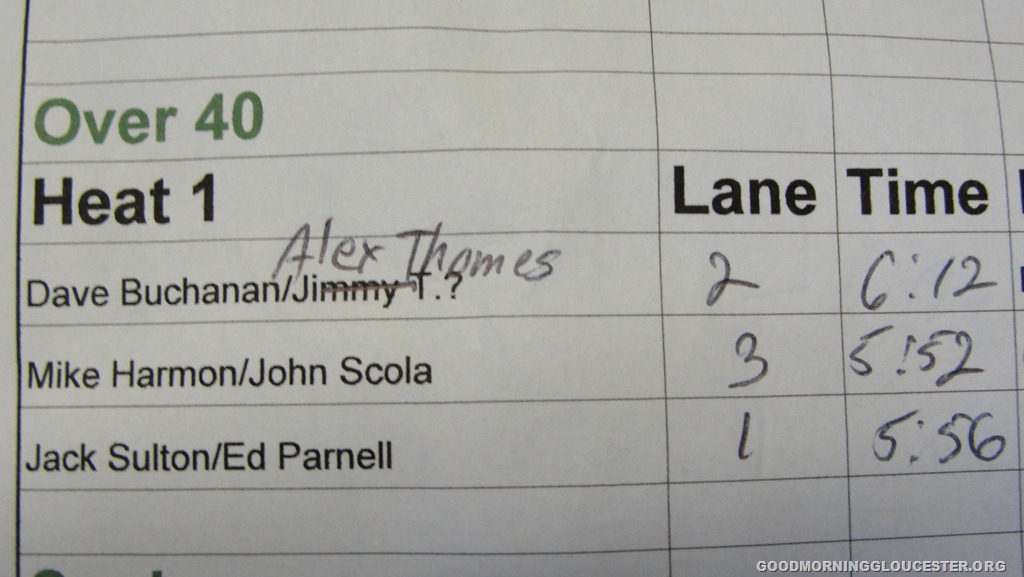 Over 40
Heat 1 Lane Time
Alex Thomes
Dave Buchanan/Jimmy T.? 2 6:12
Mike Harmon/John Scola 3 5:52
Jack Sulton/Ed Parnell 1 5:56
GOODMORNINGGLOUCESTER.ORG